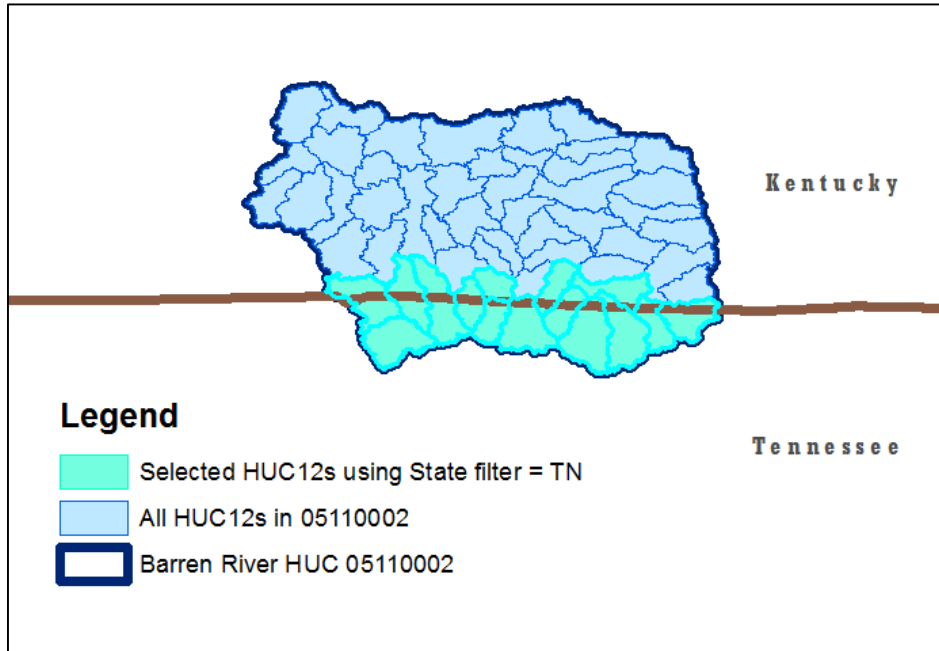 Kentucky
Tennessee
Legend
Selected HUC12s using State filter = TN
All HUC12s in 05110002
Barren River HUC 05110002